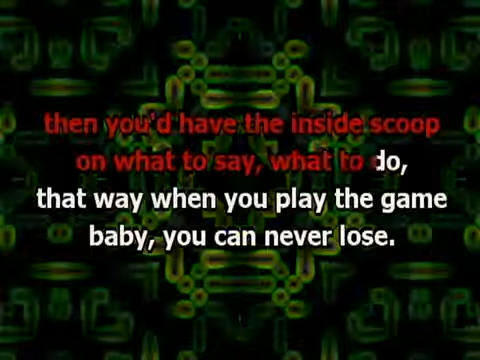 then you'd have the inside scoop
on what to say, what to do,
that way when you play the game
baby, you can never lose.